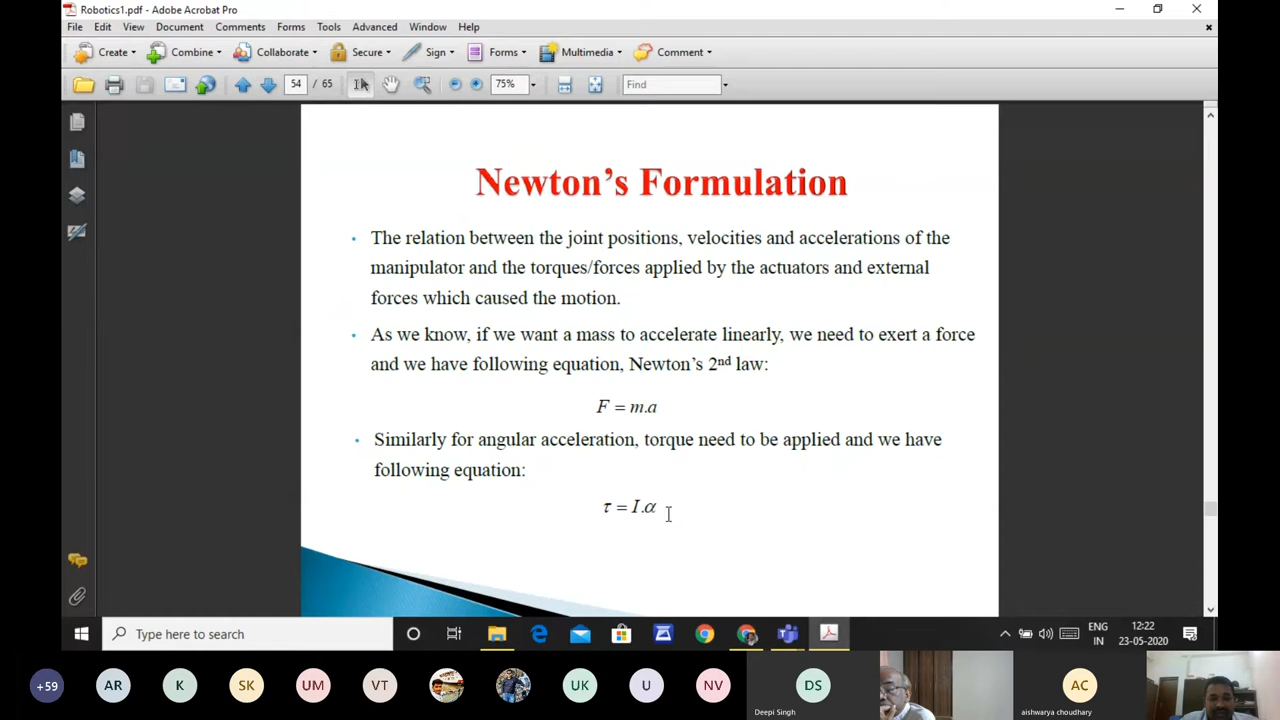 Robotics1.pdf - Adobe Acrobat Pro
File Edit View Document Comments Forms Tools Advanced Window Help
Create Combine Collaborate Secure Sign Forms Multimedia Comment
54 / 65 75% Find
Newton's Formulation
• The relation between the joint positions, velocities and accelerations of the
manipulator and the torques/forces applied by the actuators and external
forces which caused the motion.
• As we know, if we want a mass to accelerate linearly, we need to exert a force
and we have following equation, Newton's 2nd law:
F = m.a
• Similarly for angular acceleration, torque need to be applied and we have
following equation:
τ = I.α
Type here to search
ENG
IN
12:22
23-05-2020
+59 AR K SK UM VT UK U NV DS AC
Deepi Singh
aishwarya choudhary